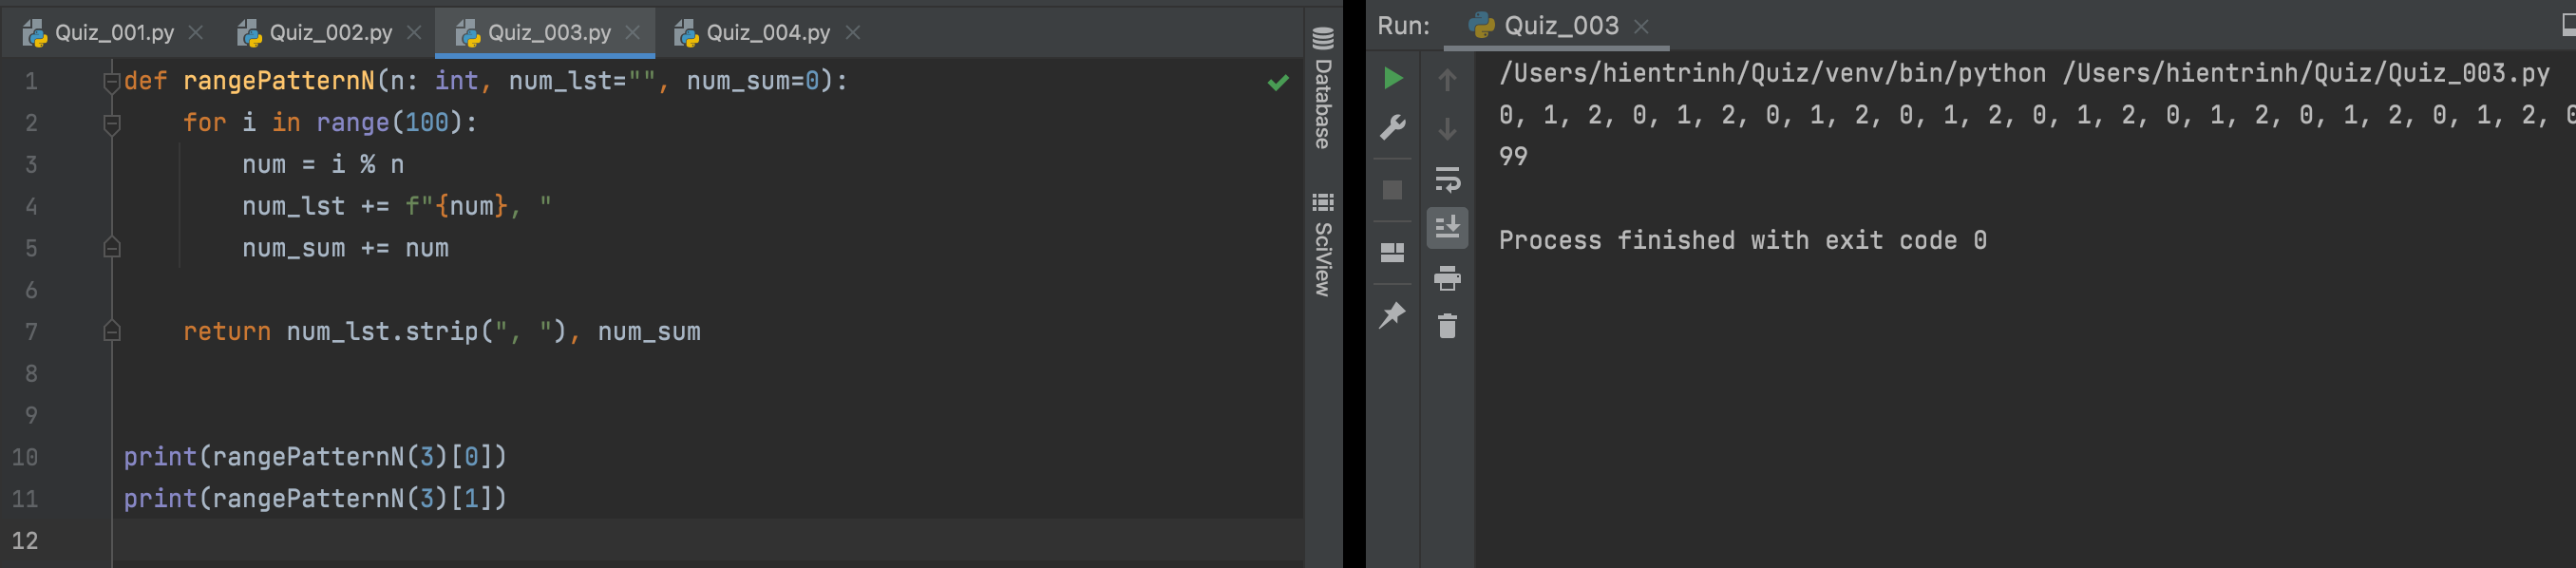 Quiz_001.py Quiz_002.py Quiz_003.py Quiz_004.py
1 def rangePatternN(n: int, num_lst="", num_sum=0):
2     for i in range(100):
3         num = i % n
4         num_lst += f"{num}, "
5         num_sum += num
6
7     return num_lst.strip(", "), num_sum
8
9
10 print(rangePatternN(3)[0])
11 print(rangePatternN(3)[1])
12
Database
SciView
Run: Quiz_003
/Users/hientrinh/Quiz/venv/bin/python /Users/hientrinh/Quiz/Quiz_003.py
0, 1, 2, 0, 1, 2, 0, 1, 2, 0, 1, 2, 0, 1, 2, 0, 1, 2, 0, 1, 2, 0, 1, 2, 0
99
Process finished with exit code 0